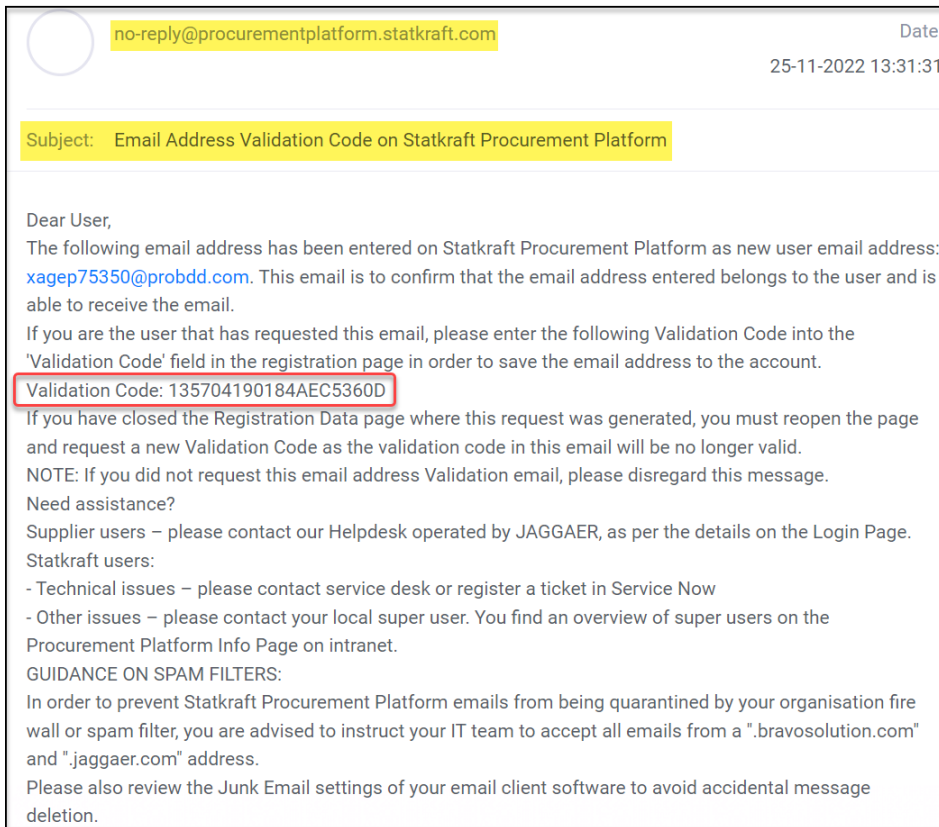 no-reply@procurementplatform.statkraft.com
Date
25-11-2022 13:31:31
Subject: Email Address Validation Code on Statkraft Procurement Platform
Dear User,
The following email address has been entered on Statkraft Procurement Platform as new user email address:
xagep75350@probdd.com. This email is to confirm that the email address entered belongs to the user and is
able to receive the email.
If you are the user that has requested this email, please enter the following Validation Code into the
'Validation Code' field in the registration page in order to save the email address to the account.
Validation Code: 135704190184AEC5360D
If you have closed the Registration Data page where this request was generated, you must reopen the page
and request a new Validation Code as the validation code in this email will be no longer valid.
NOTE: If you did not request this email address Validation email, please disregard this message.
Need assistance?
Supplier users – please contact our Helpdesk operated by JAGGAER, as per the details on the Login Page.
Statkraft users:
- Technical issues – please contact service desk or register a ticket in Service Now
- Other issues – please contact your local super user. You find an overview of super users on the
Procurement Platform Info Page on intranet.
GUIDANCE ON SPAM FILTERS:
In order to prevent Statkraft Procurement Platform emails from being quarantined by your organisation fire
wall or spam filter, you are advised to instruct your IT team to accept all emails from a ".bravosolution.com"
and ".jaggaer.com" address.
Please also review the Junk Email settings of your email client software to avoid accidental message
deletion.